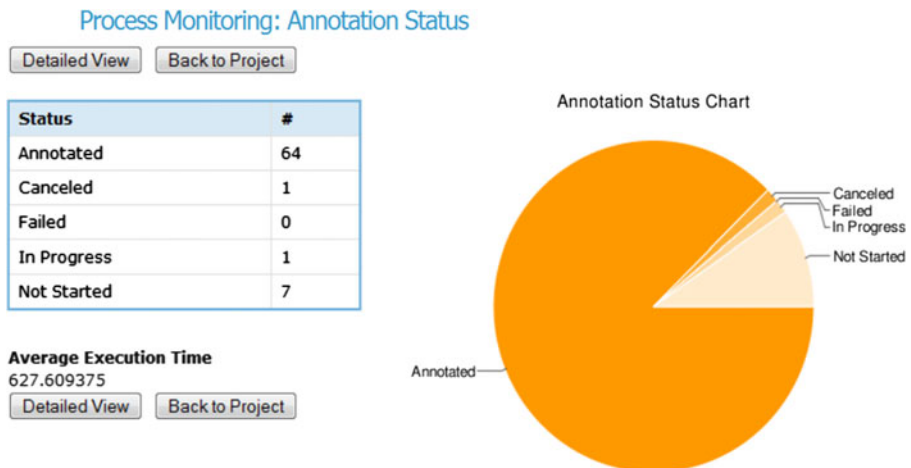 Process Monitoring: Annotation Status
Detailed View Back to Project
Status #
Annotated 64
Canceled 1
Failed 0
In Progress 1
Not Started 7
Average Execution Time
627.609375
Detailed View Back to Project
Annotation Status Chart
Canceled
Failed
In Progress
Not Started
Annotated